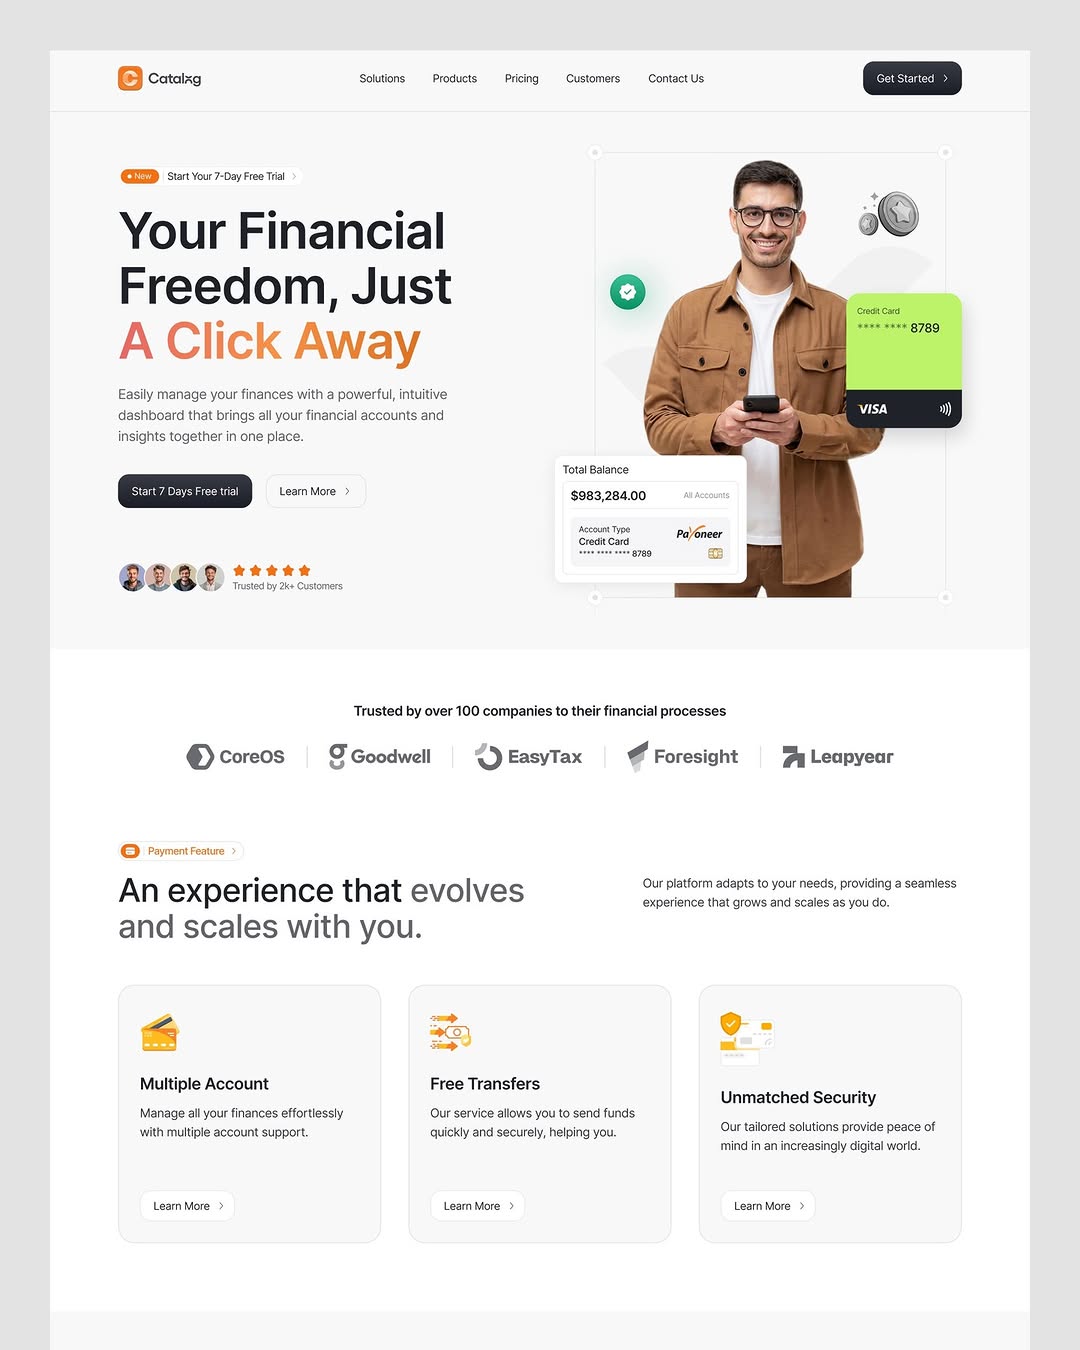 Catalog
Solutions
Products
Pricing
Customers
Contact Us
Get Started
New
Start Your 7-Day Free Trial
Your Financial
Freedom, Just
A Click Away
Easily manage your finances with a powerful, intuitive
dashboard that brings all your financial accounts and
insights together in one place.
Start 7 Days Free trial
Learn More
Trusted by 2k+ Customers
Credit Card
**** **** 8789
VISA
Total Balance
$983,284.00
All Accounts
Account Type
Credit Card
**** **** **** 8789
Payoneer
Trusted by over 100 companies to their financial processes
CoreOS
Goodwell
EasyTax
Foresight
Leapyear
Payment Feature
An experience that evolves
and scales with you.
Our platform adapts to your needs, providing a seamless
experience that grows and scales as you do.
Multiple Account
Manage all your finances effortlessly
with multiple account support.
Learn More
Free Transfers
Our service allows you to send funds
quickly and securely, helping you.
Learn More
Unmatched Security
Our tailored solutions provide peace of
mind in an increasingly digital world.
Learn More